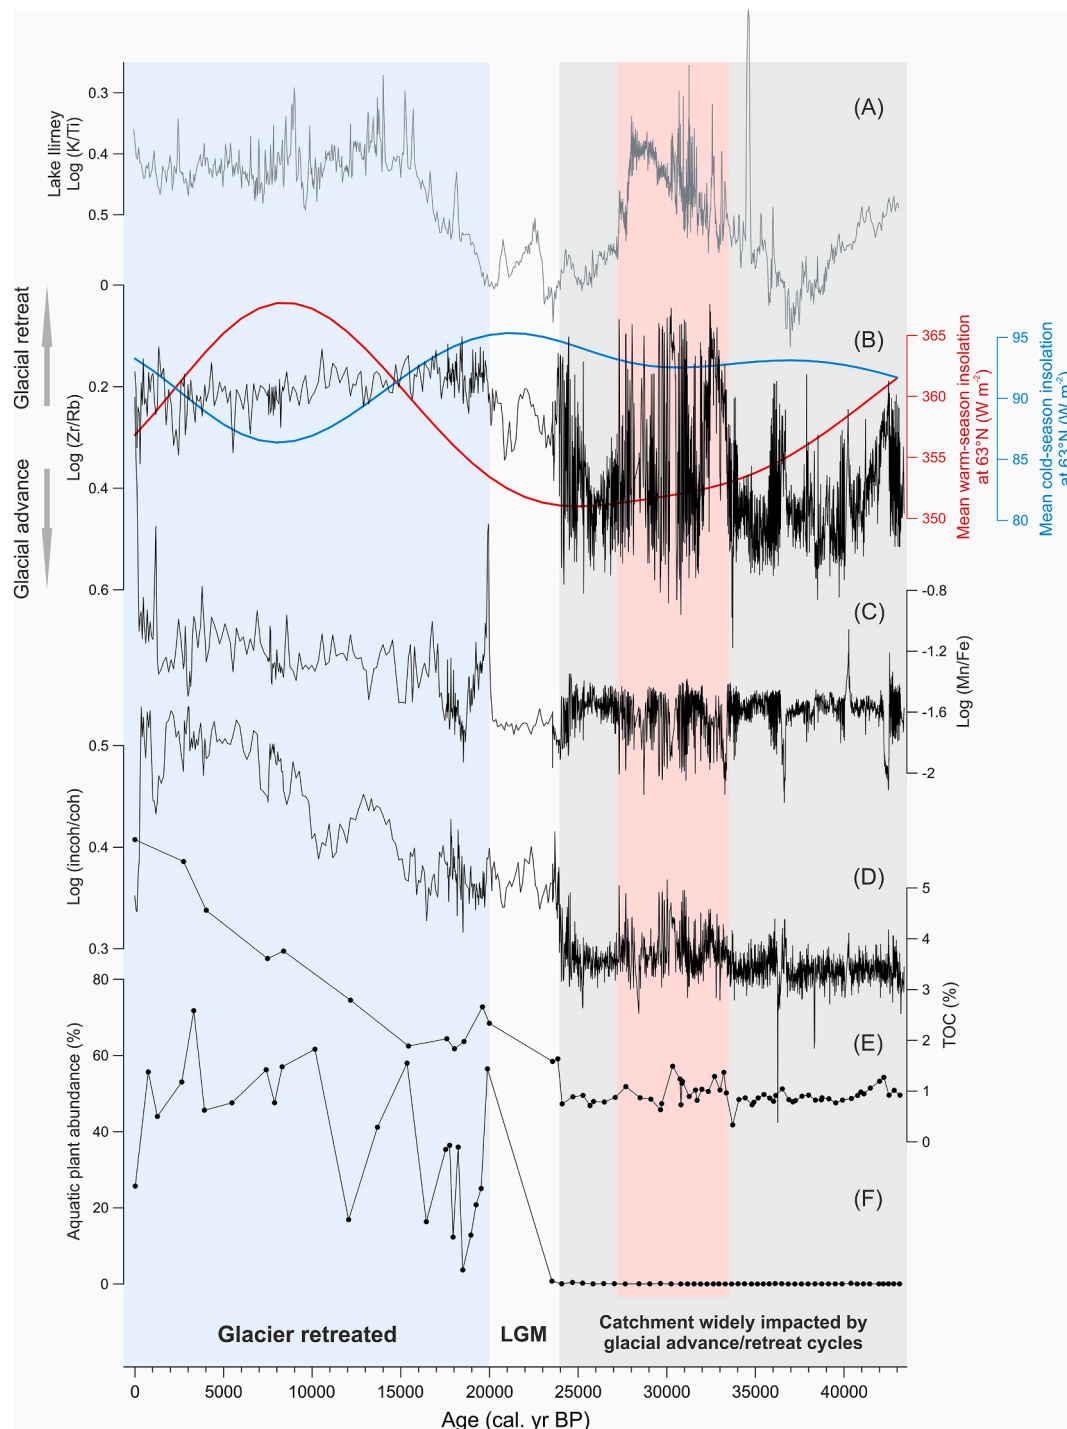 Lake Ilirney
Log (K/Ti)
0.3
0.4
0.5
(A)
Glacial retreat
Glacial advance
Log (Zr/Rb)
0
0.2
0.4
0.6
(B)
365
360
355
350
Mean warm-season insolation
at 63°N (W m⁻²)
95
90
85
80
Mean cold-season insolation
at 63°N (W m⁻²)
(C)
-0.8
-1.2
-1.6
-2
Log (Mn/Fe)
Log (incoh/coh)
0.5
0.4
0.3
(D)
5
4
3
2
1
0
TOC (%)
(E)
Aquatic plant abundance (%)
80
60
40
20
0
(F)
Glacier retreated
LGM
Catchment widely impacted by
glacial advance/retreat cycles
0 5000 10000 15000 20000 25000 30000 35000 40000
Age (cal. yr BP)